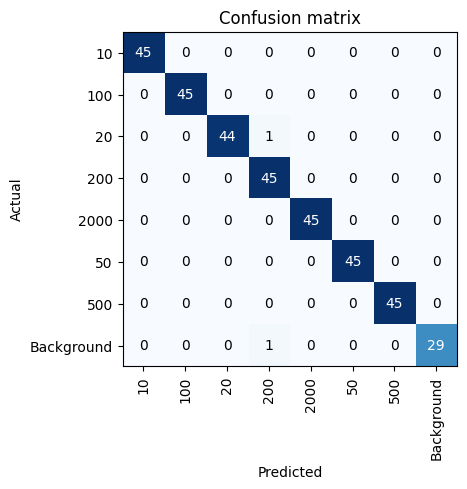 Confusion matrix
Actual
10 45 0 0 0 0 0 0 0
100 0 45 0 0 0 0 0 0
20 0 0 44 1 0 0 0 0
200 0 0 0 45 0 0 0 0
2000 0 0 0 0 45 0 0 0
50 0 0 0 0 0 45 0 0
500 0 0 0 0 0 0 45 0
Background 0 0 0 1 0 0 0 29
10 100 20 200 2000 50 500 Background
Predicted